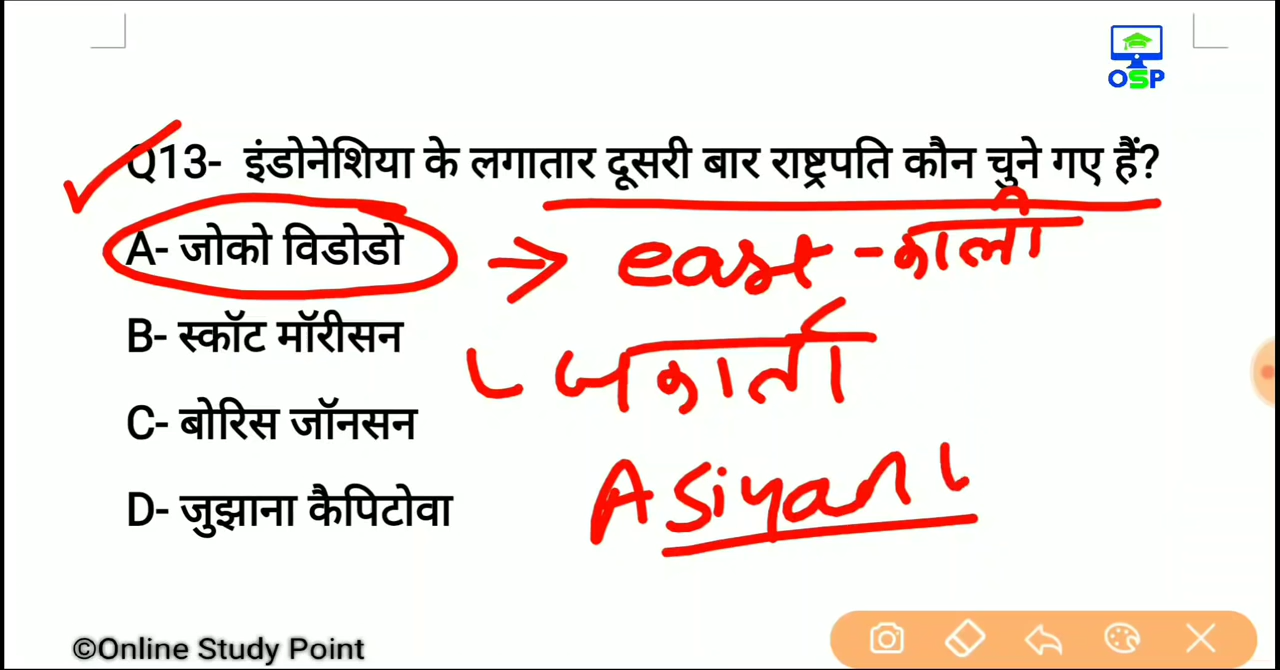 OSP
Q13- इंडोनेशिया के लगातार दूसरी बार राष्ट्रपति कौन चुने गए हैं?
A- जोको विडोडो → east - काली
B- स्कॉट मॉरीसन
जकार्ता
C- बोरिस जॉनसन
D- जुझाना कैपिटोवा Asiyan
©Online Study Point